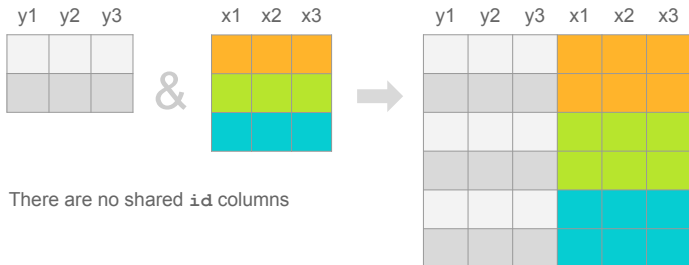 y1 y2 y3 x1 x2 x3 y1 y2 y3 x1 x2 x3
&
There are no shared id columns